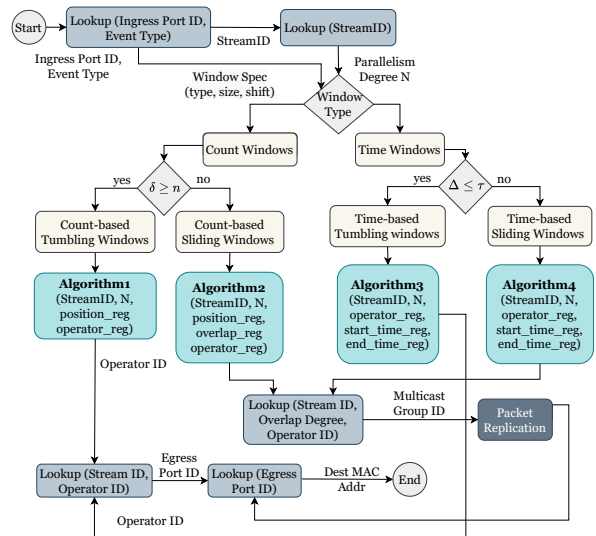 Start
Lookup (Ingress Port ID,
Event Type)
StreamID
Lookup (StreamID)
Ingress Port ID,
Event Type
Window Spec
(type, size, shift)
Parallelism
Degree N
Window
Type
Count Windows
Time Windows
yes
δ ≥ n
no
yes
Δ ≤ τ
no
Count-based
Tumbling Windows
Count-based
Sliding Windows
Time-based
Tumbling windows
Time-based
Sliding Windows
Algorithm1
(StreamID, N,
position_reg
operator_reg)
Algorithm2
(StreamID, N,
position_reg,
overlap_reg
operator_reg)
Algorithm3
(StreamID, N,
operator_reg,
start_time_reg,
end_time_reg)
Algorithm4
(StreamID, N,
operator_reg,
start_time_reg,
end_time_reg)
Operator ID
Lookup (Stream ID,
Overlap Degree,
Operator ID)
Multicast
Group ID
Packet
Replication
Lookup (Stream ID,
Operator ID)
Egress
Port ID
Lookup (Egress
Port ID)
Dest MAC
Addr
End
Operator ID